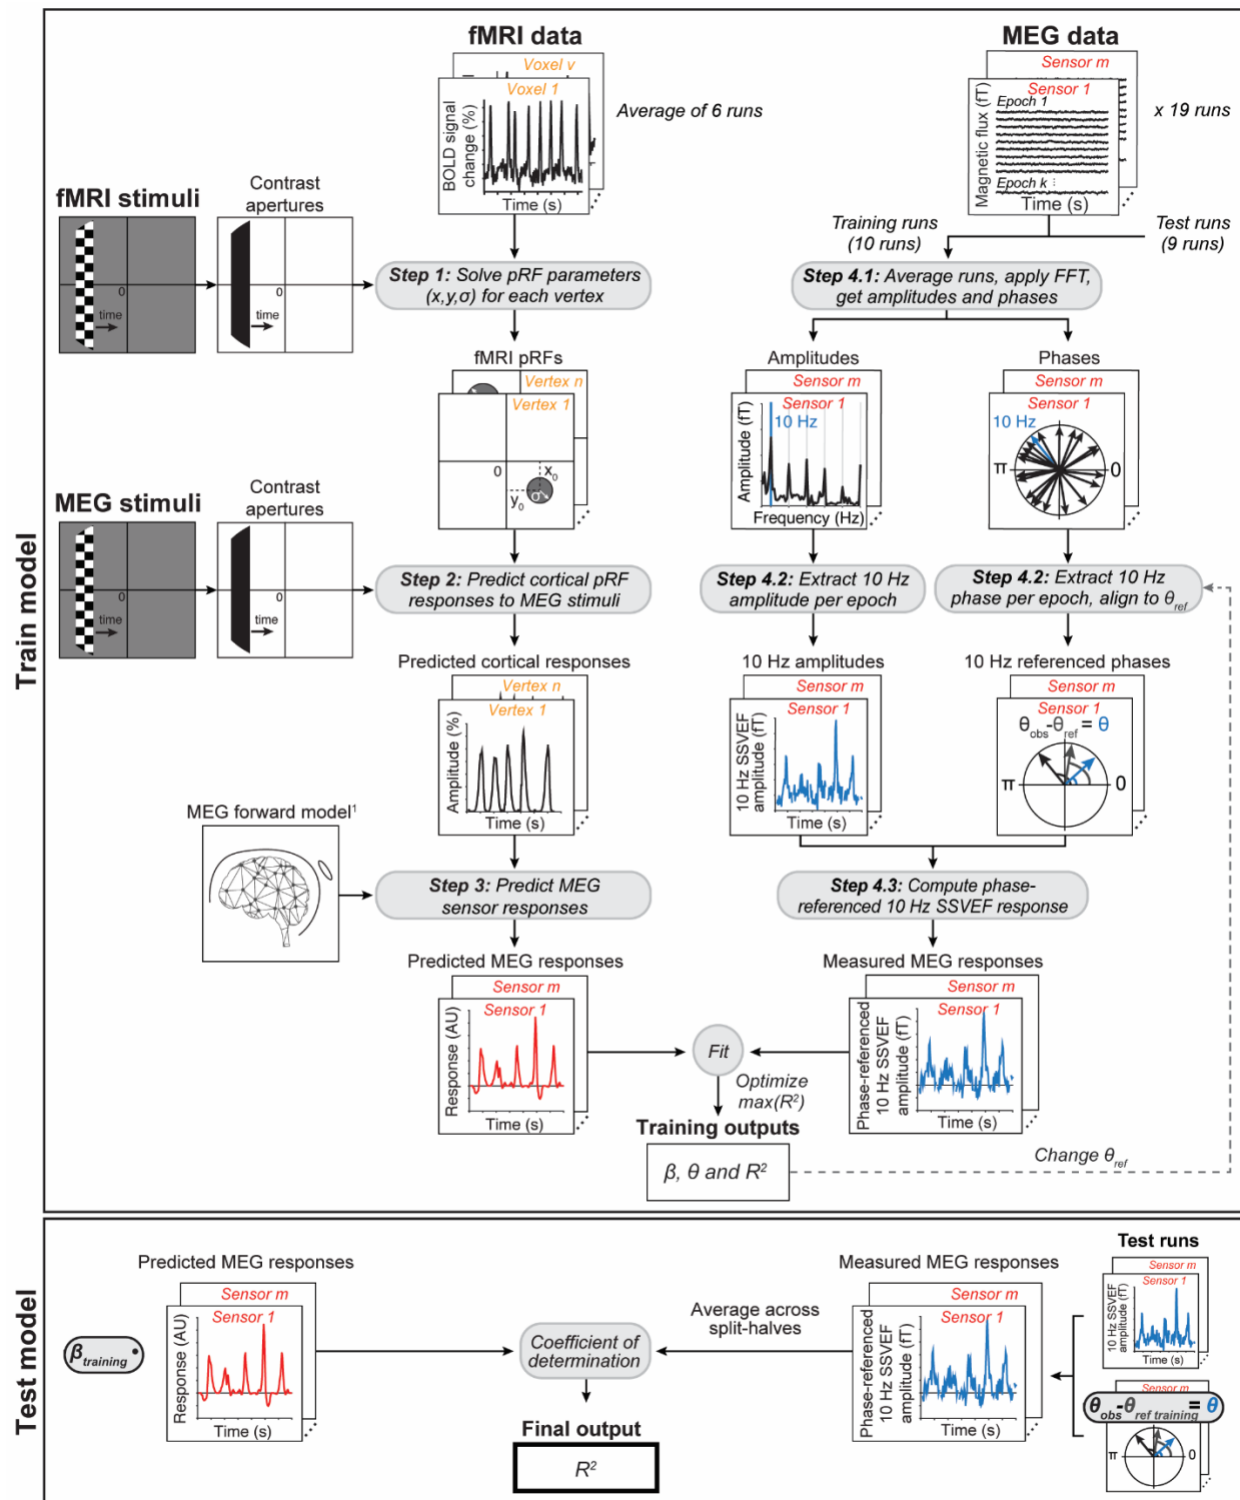 fMRI data
MEG data
Voxel v
Voxel 1
BOLD signal
change (%)
Time (s)
Average of 6 runs
Sensor m
Sensor 1
Epoch 1
Epoch k
Magnetic flux (fT)
Time (s)
x 19 runs
Training runs
(10 runs)
Test runs
(9 runs)
fMRI stimuli
Contrast
apertures
0
time
0
time
Step 1: Solve pRF parameters
(x,y,σ) for each vertex
Step 4.1: Average runs, apply FFT,
get amplitudes and phases
fMRI pRFs
Vertex n
Vertex 1
0
x₀
y₀
σ
Amplitudes
Sensor m
Sensor 1
10 Hz
Amplitude (fT)
Frequency (Hz)
Phases
Sensor m
Sensor 1
10 Hz
π
0
MEG stimuli
Contrast
apertures
0
time
0
time
Step 2: Predict cortical pRF
responses to MEG stimuli
Step 4.2: Extract 10 Hz
amplitude per epoch
Step 4.2: Extract 10 Hz
phase per epoch, align to θref
Train model
Predicted cortical responses
Vertex n
Vertex 1
Amplitude (%)
Time (s)
10 Hz amplitudes
Sensor m
Sensor 1
10 Hz SSVEF
amplitude (fT)
Time (s)
10 Hz referenced phases
Sensor m
Sensor 1
θobs-θref = θ
π
0
MEG forward model¹
Step 3: Predict MEG
sensor responses
Step 4.3: Compute phase-
referenced 10 Hz SSVEF response
Predicted MEG responses
Sensor m
Sensor 1
Response (AU)
Time (s)
Fit
Optimize
max(R²)
Measured MEG responses
Sensor m
Sensor 1
Phase-referenced
10 Hz SSVEF
amplitude (fT)
Time (s)
Training outputs
β, θ and R²
Change θref
Test model
Predicted MEG responses
Sensor m
Sensor 1
Response (AU)
Time (s)
βtraining
Coefficient of
determination
Average across
split-halves
Final output
R²
Measured MEG responses
Sensor m
Sensor 1
Phase-referenced
10 Hz SSVEF
amplitude (fT)
Time (s)
Test runs
Sensor m
Sensor 1
10 Hz SSVEF
amplitude (fT)
Time (s)
Sensor m
θobs-θref training = θ
π
0